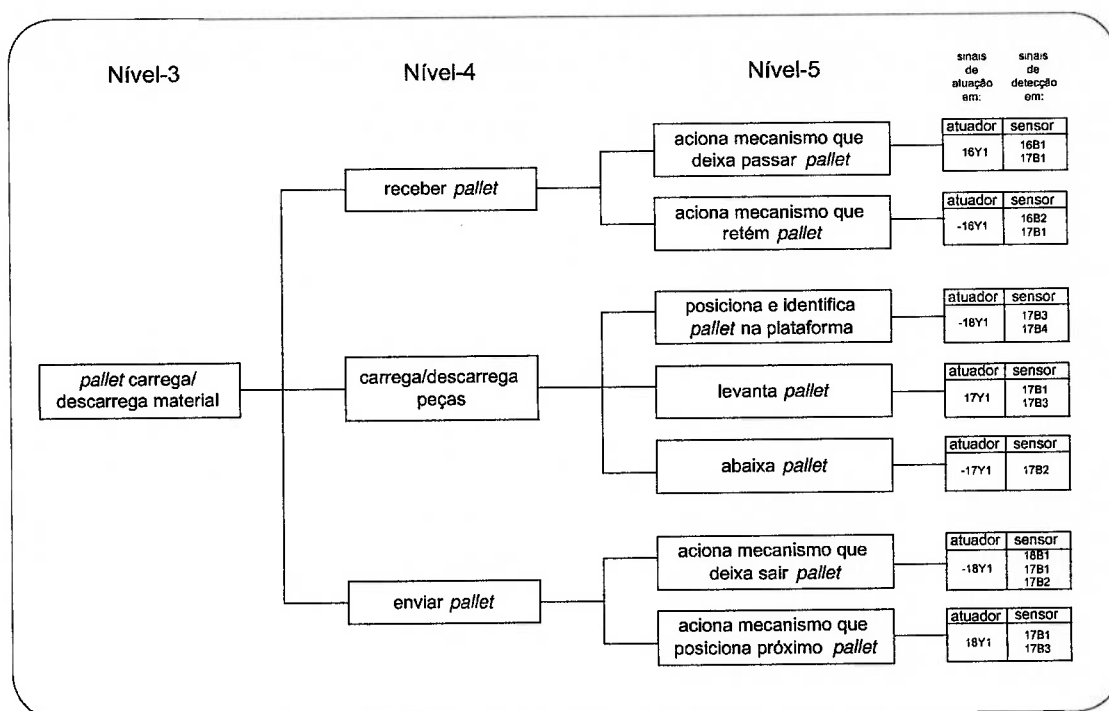 Nível-3
Nível-4
Nível-5
sinais
de
atuação
em:
sinais
de
detecção
em:
aciona mecanismo que
deixa passar pallet
atuador sensor
16Y1
16B1
17B1
receber pallet
aciona mecanismo que
retém pallet
atuador sensor
-16Y1
16B2
17B1
posiciona e identifica
pallet na plataforma
atuador sensor
-18Y1
17B3
17B4
pallet carrega/
descarrega material
carrega/descarrega
peças
levanta pallet
atuador sensor
17Y1
17B1
17B3
abaixa pallet
atuador sensor
-17Y1
17B2
aciona mecanismo que
deixa sair pallet
atuador sensor
-18Y1
18B1
17B1
17B2
enviar pallet
aciona mecanismo que
posiciona próximo pallet
atuador sensor
18Y1
17B1
17B3